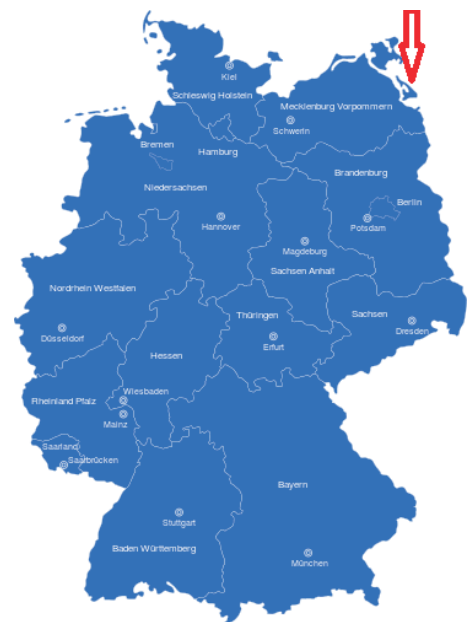 Kiel
Schleswig Holstein
Mecklenburg Vorpommern
Schwerin
Bremen
Hamburg
Brandenburg
Niedersachsen
Berlin
Hannover
Potsdam
Magdeburg
Sachsen Anhalt
Nordrhein Westfalen
Düsseldorf
Thüringen
Sachsen
Dresden
Erfurt
Hessen
Wiesbaden
Rheinland Pfalz
Mainz
Saarland
Saarbrücken
Bayern
Stuttgart
Baden Württemberg
München